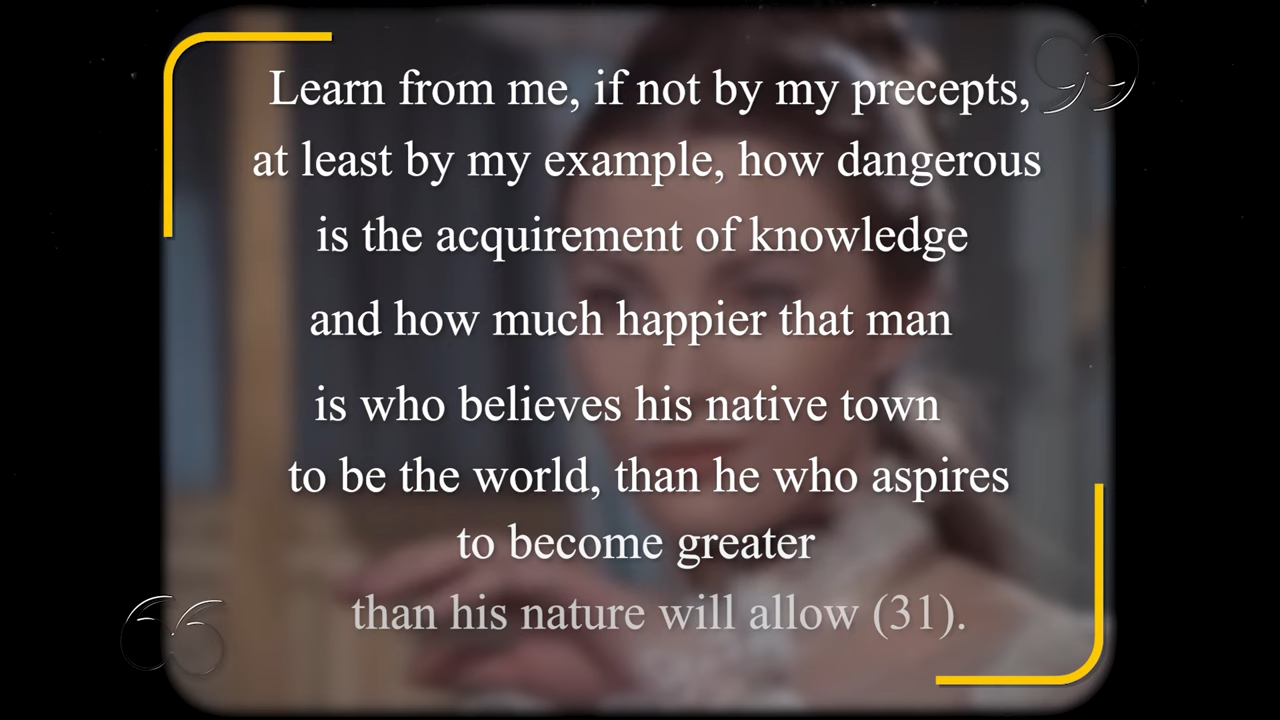 Learn from me, if not by my precepts,
at least by my example, how dangerous
is the acquirement of knowledge
and how much happier that man
is who believes his native town
to be the world, than he who aspires
to become greater
than his nature will allow (31).